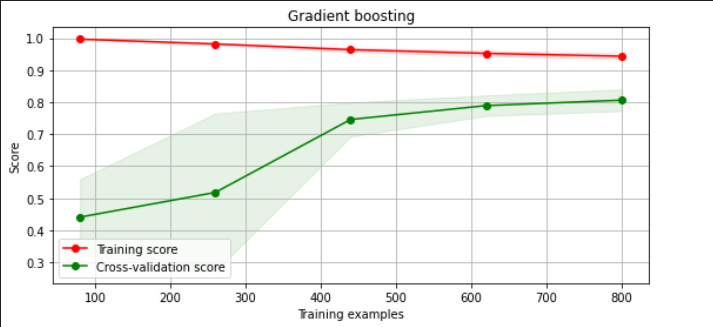 Gradient boosting
1.0
0.9
0.8
0.7
0.6
0.5
0.4
0.3
Score
Training score
Cross-validation score
100 200 300 400 500 600 700 800
Training examples